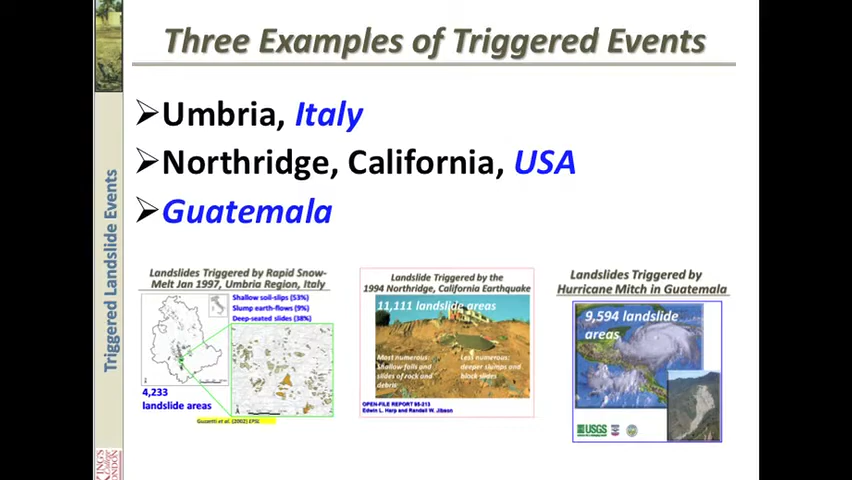 Three Examples of Triggered Events
Umbria, Italy
Northridge, California, USA
Guatemala
Triggered Landslide Events
Landslides Triggered by Rapid Snow-
Melt Jan 1997, Umbria Region, Italy
Shallow soil-slips (53%)
Slump earth-flows (9%)
Deep-seated slides (38%)
4,233
landslide areas
Guzzetti et al. (2002) EPSL
Landslide Triggered by the
1994 Northridge, California Earthquake
11,111 landslide areas
Most numerous:
shallow falls and
slides of rock and
debris
Less numerous:
deeper slumps and
block slides
OPEN-FILE REPORT 95-213
Edwin L. Harp and Randall W. Jibson
Landslides Triggered by
Hurricane Mitch in Guatemala
9,594 landslide
areas
USGS
KING'S
College
LONDON